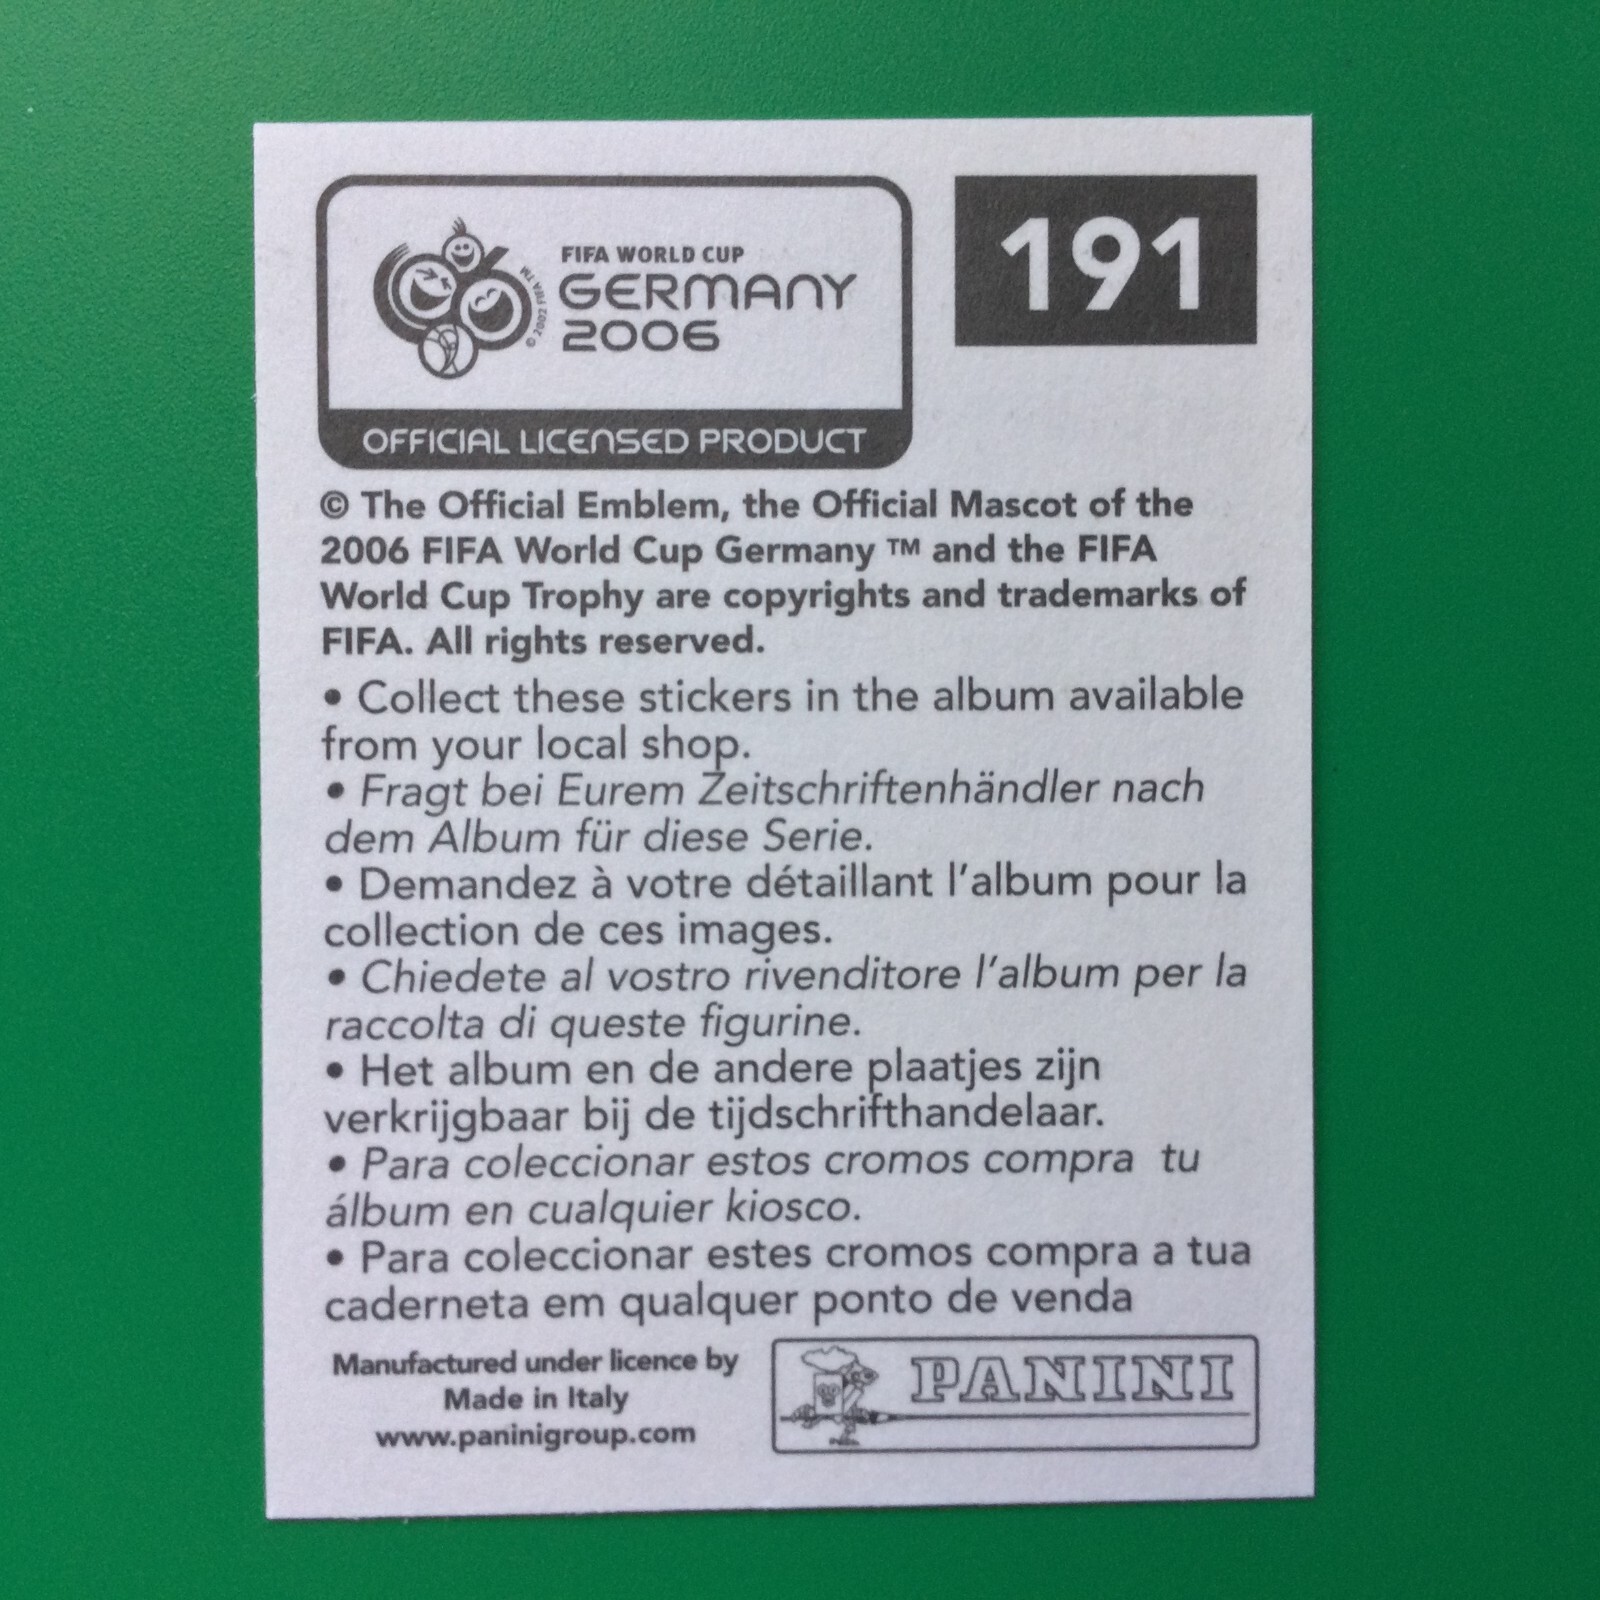 FIFA WORLD CUP
GERMANY
2006
© 2002 FIFA TM
191
OFFICIAL LICENSED PRODUCT
© The Official Emblem, the Official Mascot of the
2006 FIFA World Cup Germany ™ and the FIFA
World Cup Trophy are copyrights and trademarks of
FIFA. All rights reserved.
• Collect these stickers in the album available
from your local shop.
• Fragt bei Eurem Zeitschriftenhändler nach
dem Album für diese Serie.
• Demandez à votre détaillant l'album pour la
collection de ces images.
• Chiedete al vostro rivenditore l'album per la
raccolta di queste figurine.
• Het album en de andere plaatjes zijn
verkrijgbaar bij de tijdschrifthandelaar.
• Para coleccionar estos cromos compra tu
álbum en cualquier kiosco.
• Para coleccionar estes cromos compra a tua
caderneta em qualquer ponto de venda
Manufactured under licence by
Made in Italy
www.paninigroup.com
PANINI